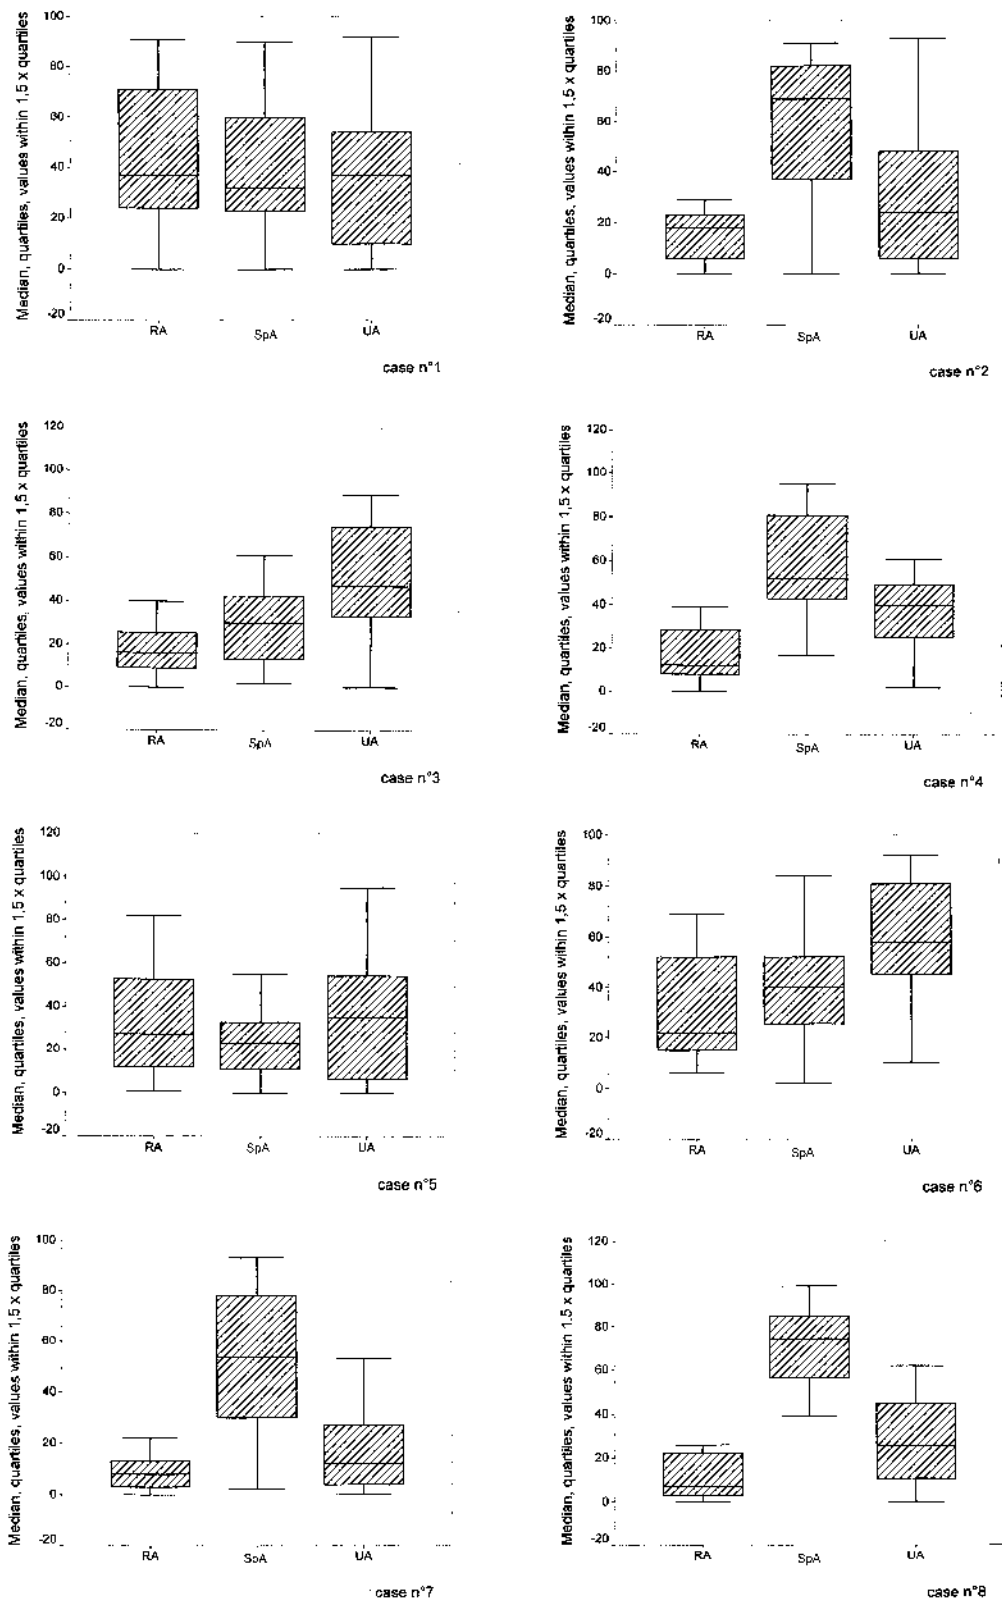 Median, quartiles, values within 1,5 x quartiles
100
80
60
40
20
0
-20
RA
SpA
UA
case n°1
Median, quartiles, values within 1,5 x quartiles
100
80
60
40
20
0
-20
RA
SpA
UA
case n°2
Median, quartiles, values within 1,5 x quartiles
120
100
80
60
40
20
0
-20
RA
SpA
UA
case n°3
Median, quartiles, values within 1,5 x quartiles
120
100
80
60
40
20
0
-20
RA
SpA
UA
case n°4
Median, quartiles, values within 1,5 x quartiles
120
100
80
60
40
20
0
-20
RA
SpA
UA
case n°5
Median, quartiles, values within 1,5 x quartiles
100
80
60
40
20
0
-20
RA
SpA
UA
case n°6
Median, quartiles, values within 1,5 x quartiles
100
80
60
40
20
0
-20
RA
SpA
UA
case n°7
Median, quartiles, values within 1.5 x quartiles
120
100
80
60
40
20
0
-20
RA
SpA
UA
case n°8